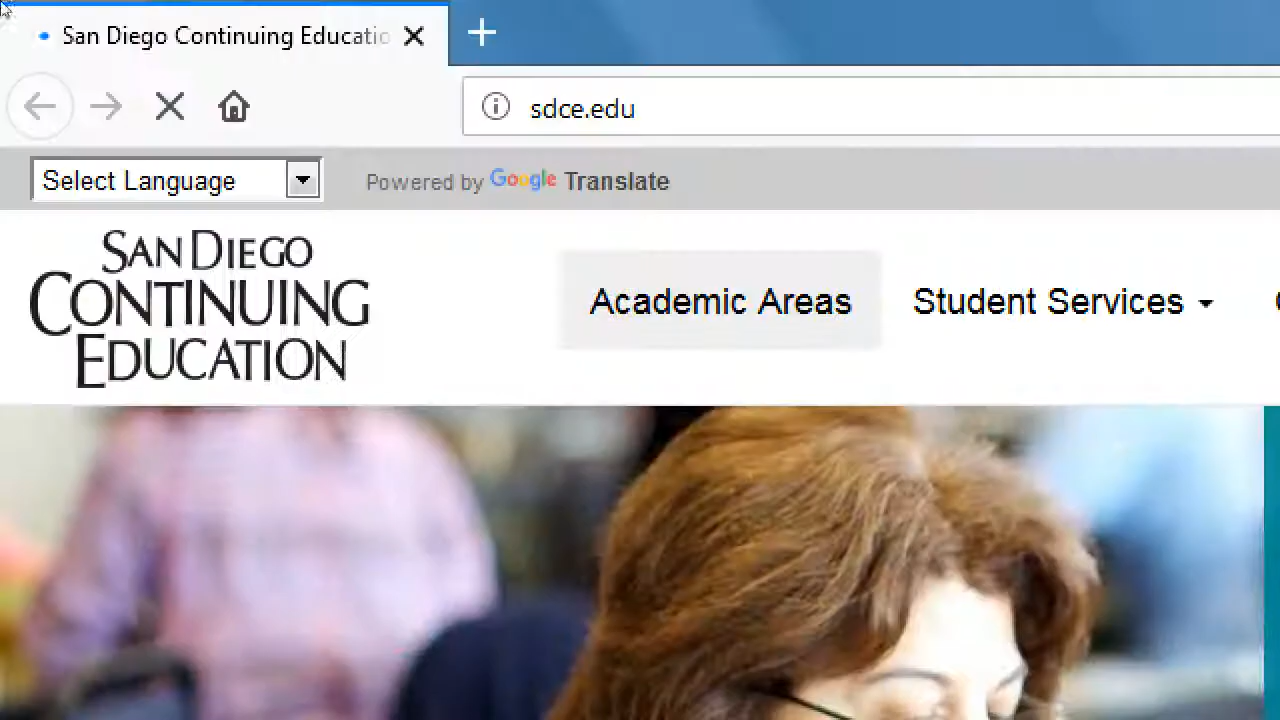 San Diego Continuing Educatio
sdce.edu
Select Language
Powered by Google Translate
SAN DIEGO
CONTINUING
EDUCATION
Academic Areas
Student Services